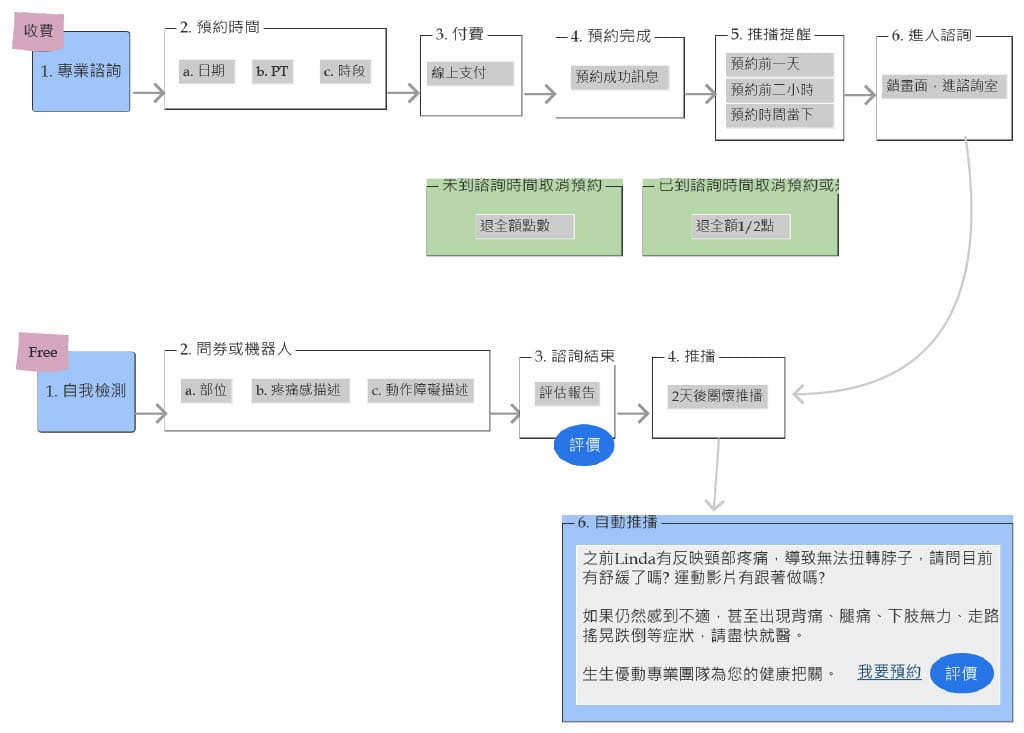 收費
1. 專業諮詢
2. 預約時間
a. 日期
b. PT
c. 時段
3. 付費
線上支付
4. 預約完成
預約成功訊息
5. 推播提醒
預約前一天
預約前二小時
預約時間當下
6. 進人諮詢
鎖畫面，進諮詢室
未到諮詢時間取消預約
退全額點數
已到諮詢時間取消預約或
退全額1/2點
Free
1. 自我檢測
2. 問券或機器人
a. 部位
b. 疼痛感描述
c. 動作障礙描述
3. 諮詢結束
評估報告
評價
4. 推播
2天後關懷推播
6. 自動推播
之前Linda有反映頸部疼痛，導致無法扭轉脖子，請問目前
有舒緩了嗎? 運動影片有跟著做嗎?
如果仍然感到不適，甚至出現背痛、腿痛、下肢無力、走路
搖晃跌倒等症狀，請盡快就醫。
生生優動專業團隊為您的健康把關。
我要預約
評價